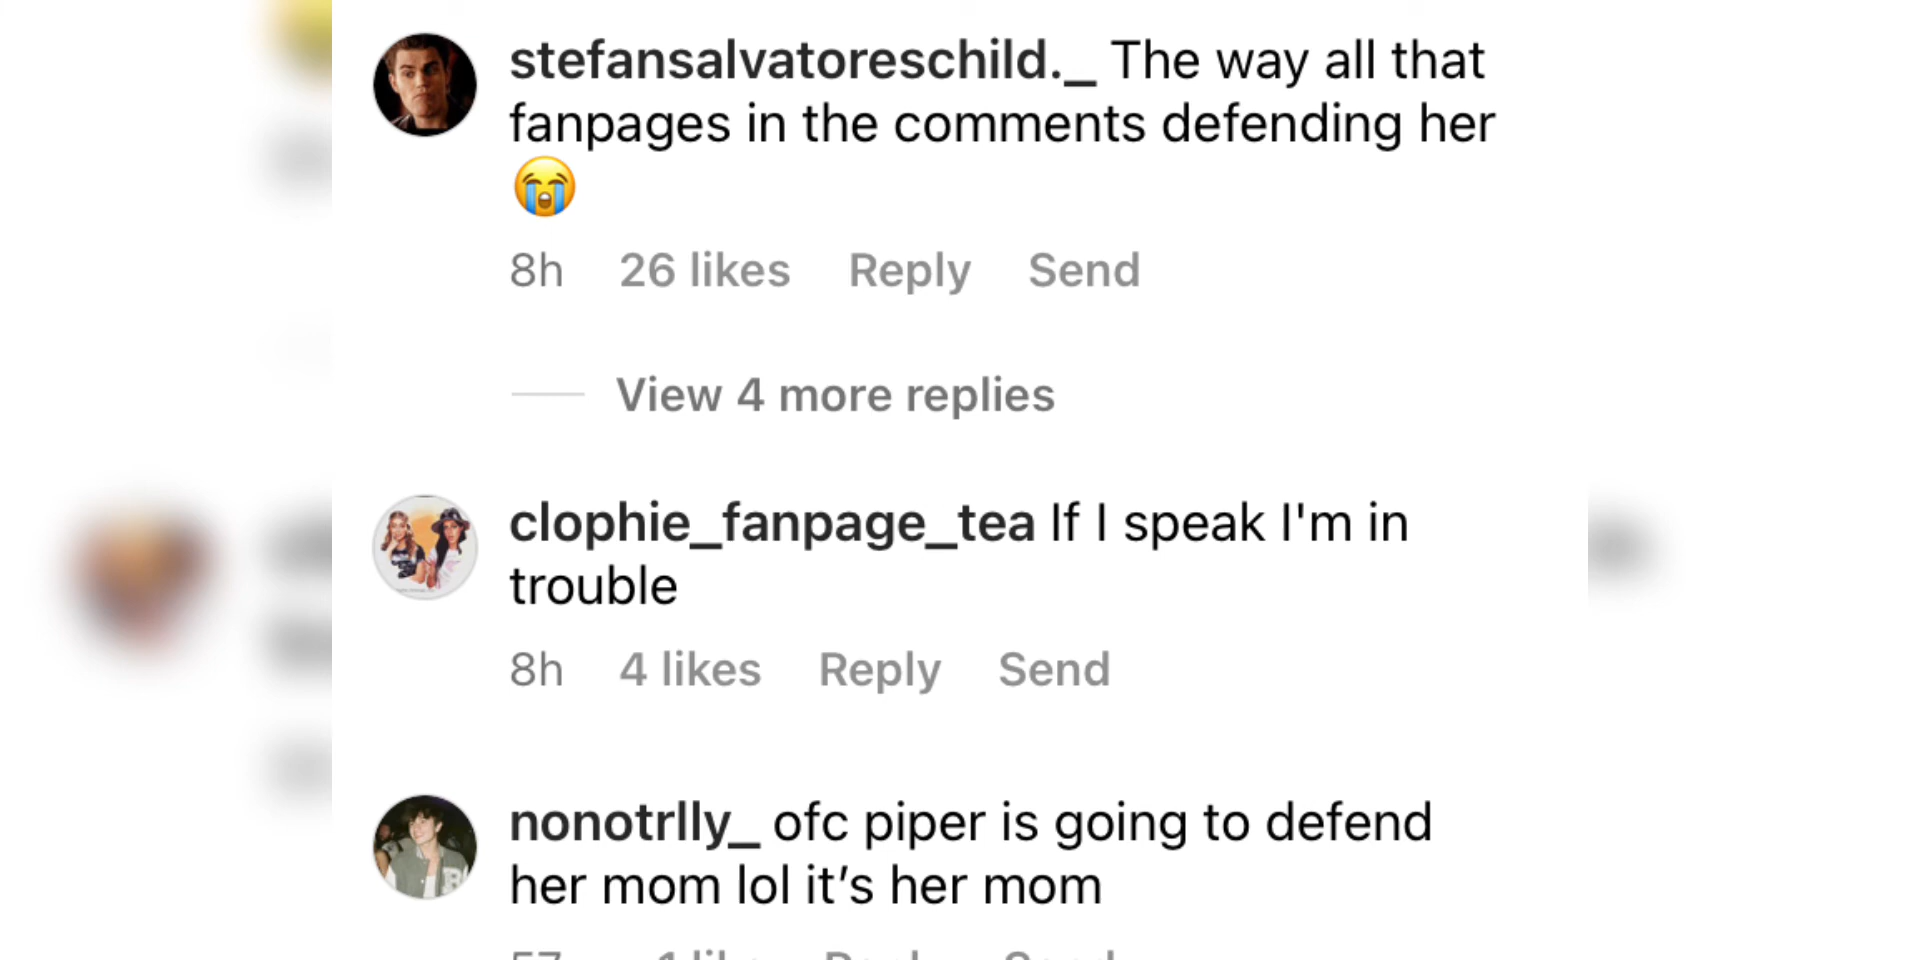 stefansalvatoreschild._ The way all that
fanpages in the comments defending her
😭
8h 26 likes Reply Send
View 4 more replies
clophie_fanpage_tea If I speak I'm in
trouble
8h 4 likes Reply Send
nonotrlly_ ofc piper is going to defend
her mom lol it’s her mom